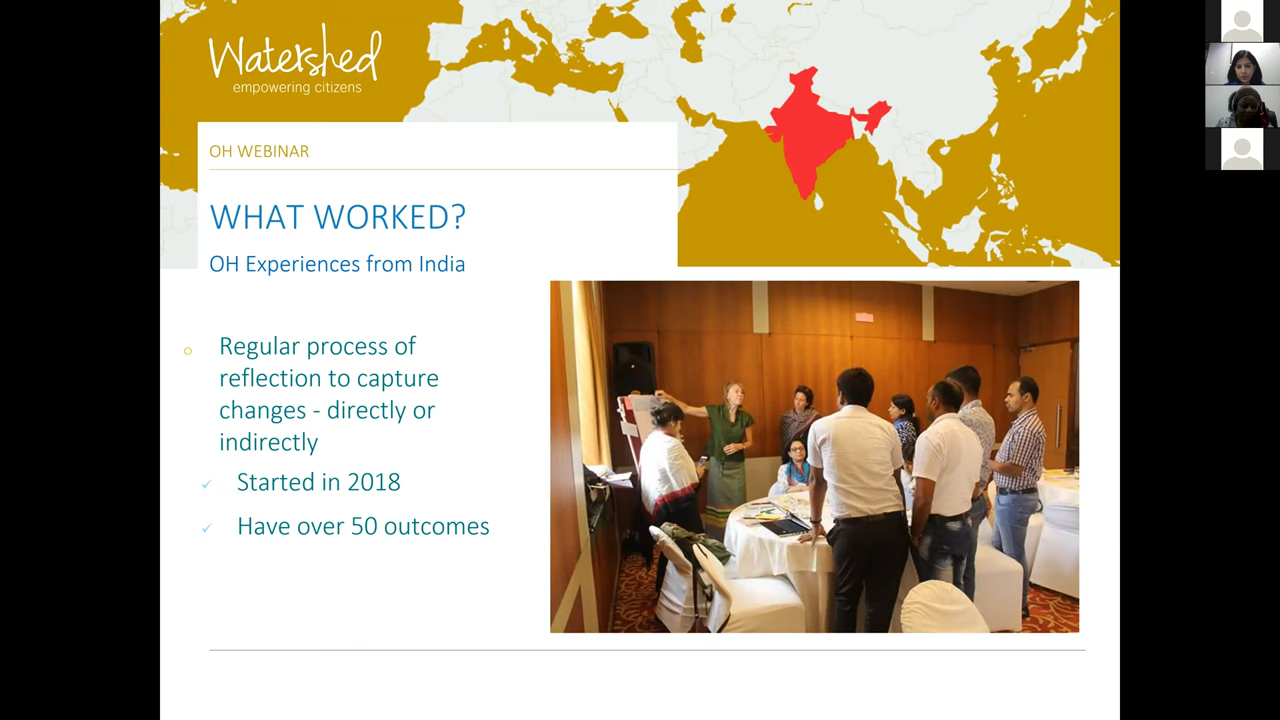 Watershed
empowering citizens
OH WEBINAR
WHAT WORKED?
OH Experiences from India
Regular process of
reflection to capture
changes - directly or
indirectly
Started in 2018
Have over 50 outcomes